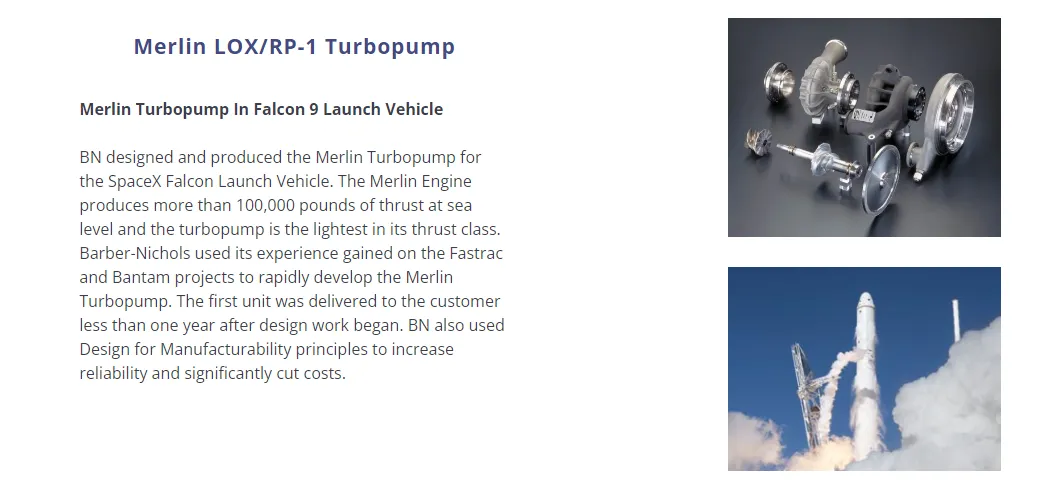 Merlin LOX/RP-1 Turbopump
Merlin Turbopump In Falcon 9 Launch Vehicle
BN designed and produced the Merlin Turbopump for
the SpaceX Falcon Launch Vehicle. The Merlin Engine
produces more than 100,000 pounds of thrust at sea
level and the turbopump is the lightest in its thrust class.
Barber-Nichols used its experience gained on the Fastrac
and Bantam projects to rapidly develop the Merlin
Turbopump. The first unit was delivered to the customer
less than one year after design work began. BN also used
Design for Manufacturability principles to increase
reliability and significantly cut costs.